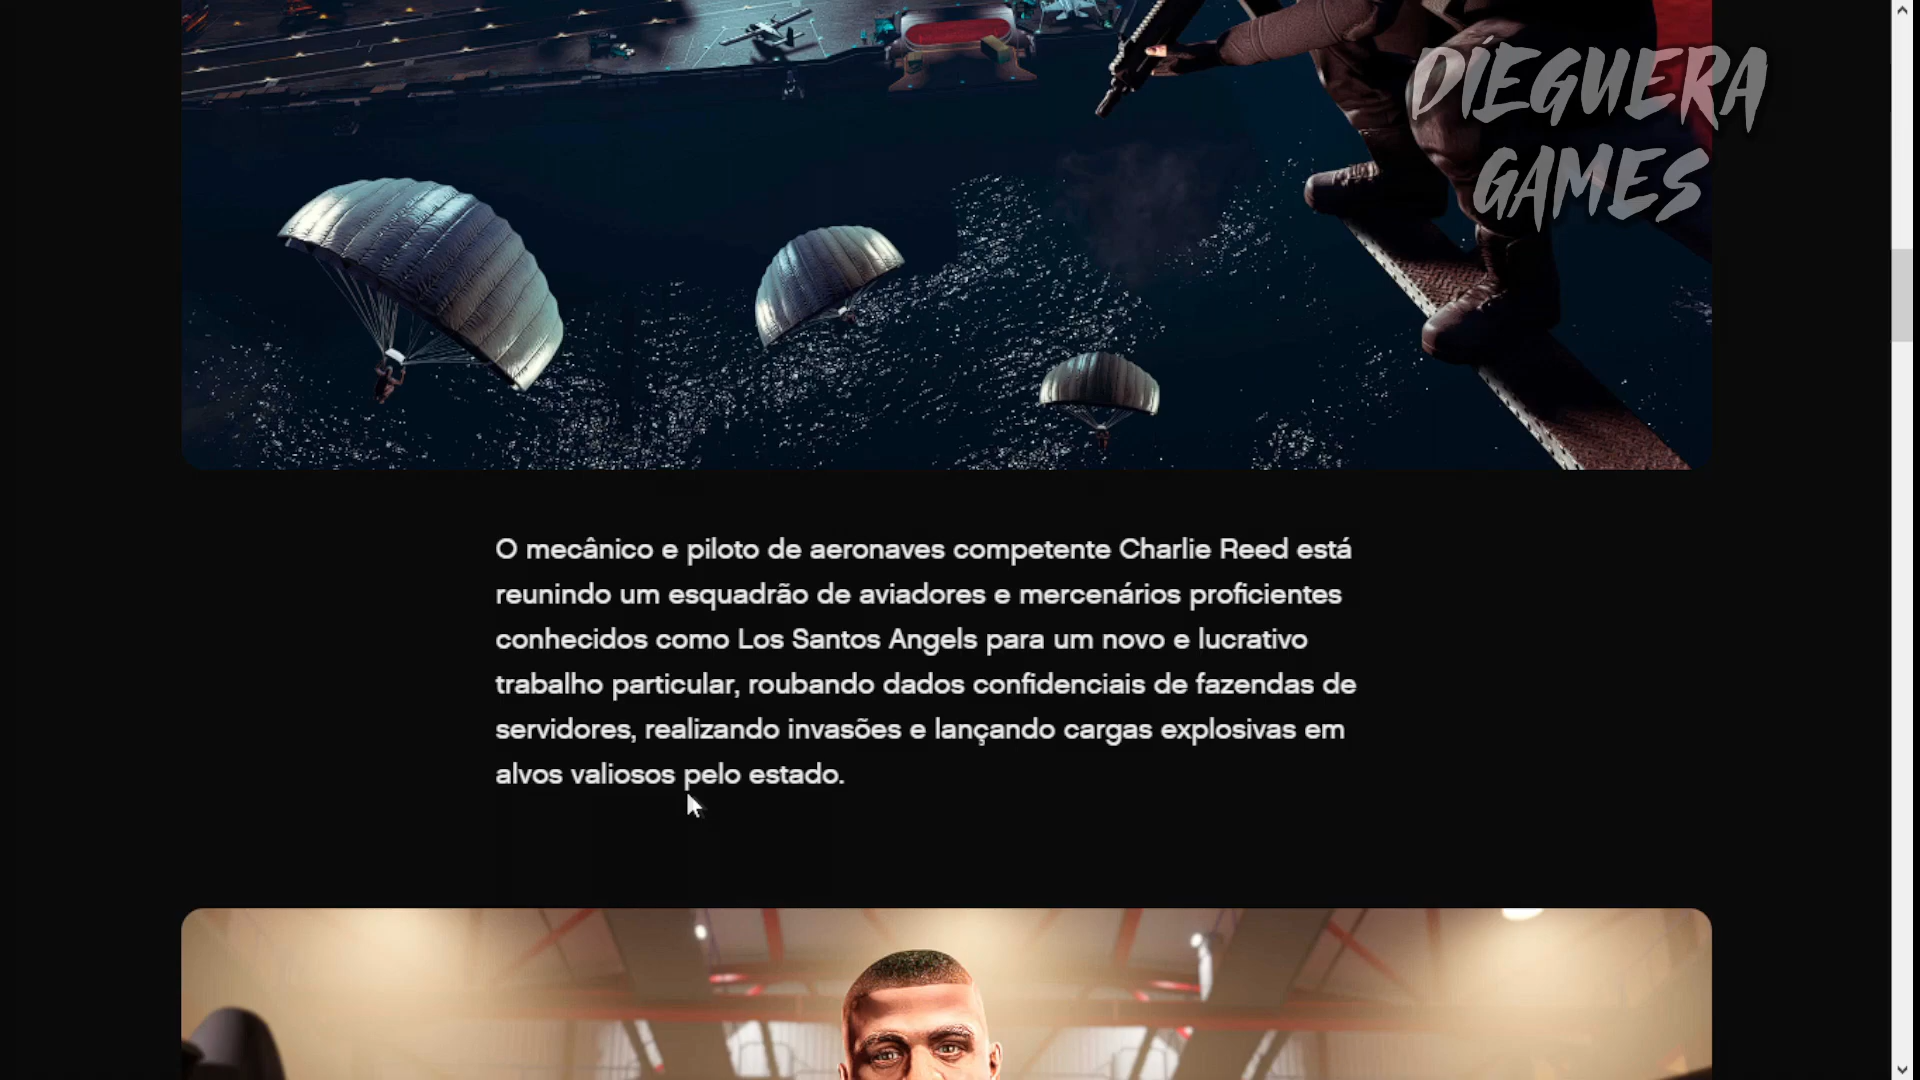 DÍEGUERA
GAMES
O mecânico e piloto de aeronaves competente Charlie Reed está
reunindo um esquadrão de aviadores e mercenários proficientes
conhecidos como Los Santos Angels para um novo e lucrativo
trabalho particular, roubando dados confidenciais de fazendas de
servidores, realizando invasões e lançando cargas explosivas em
alvos valiosos pelo estado.